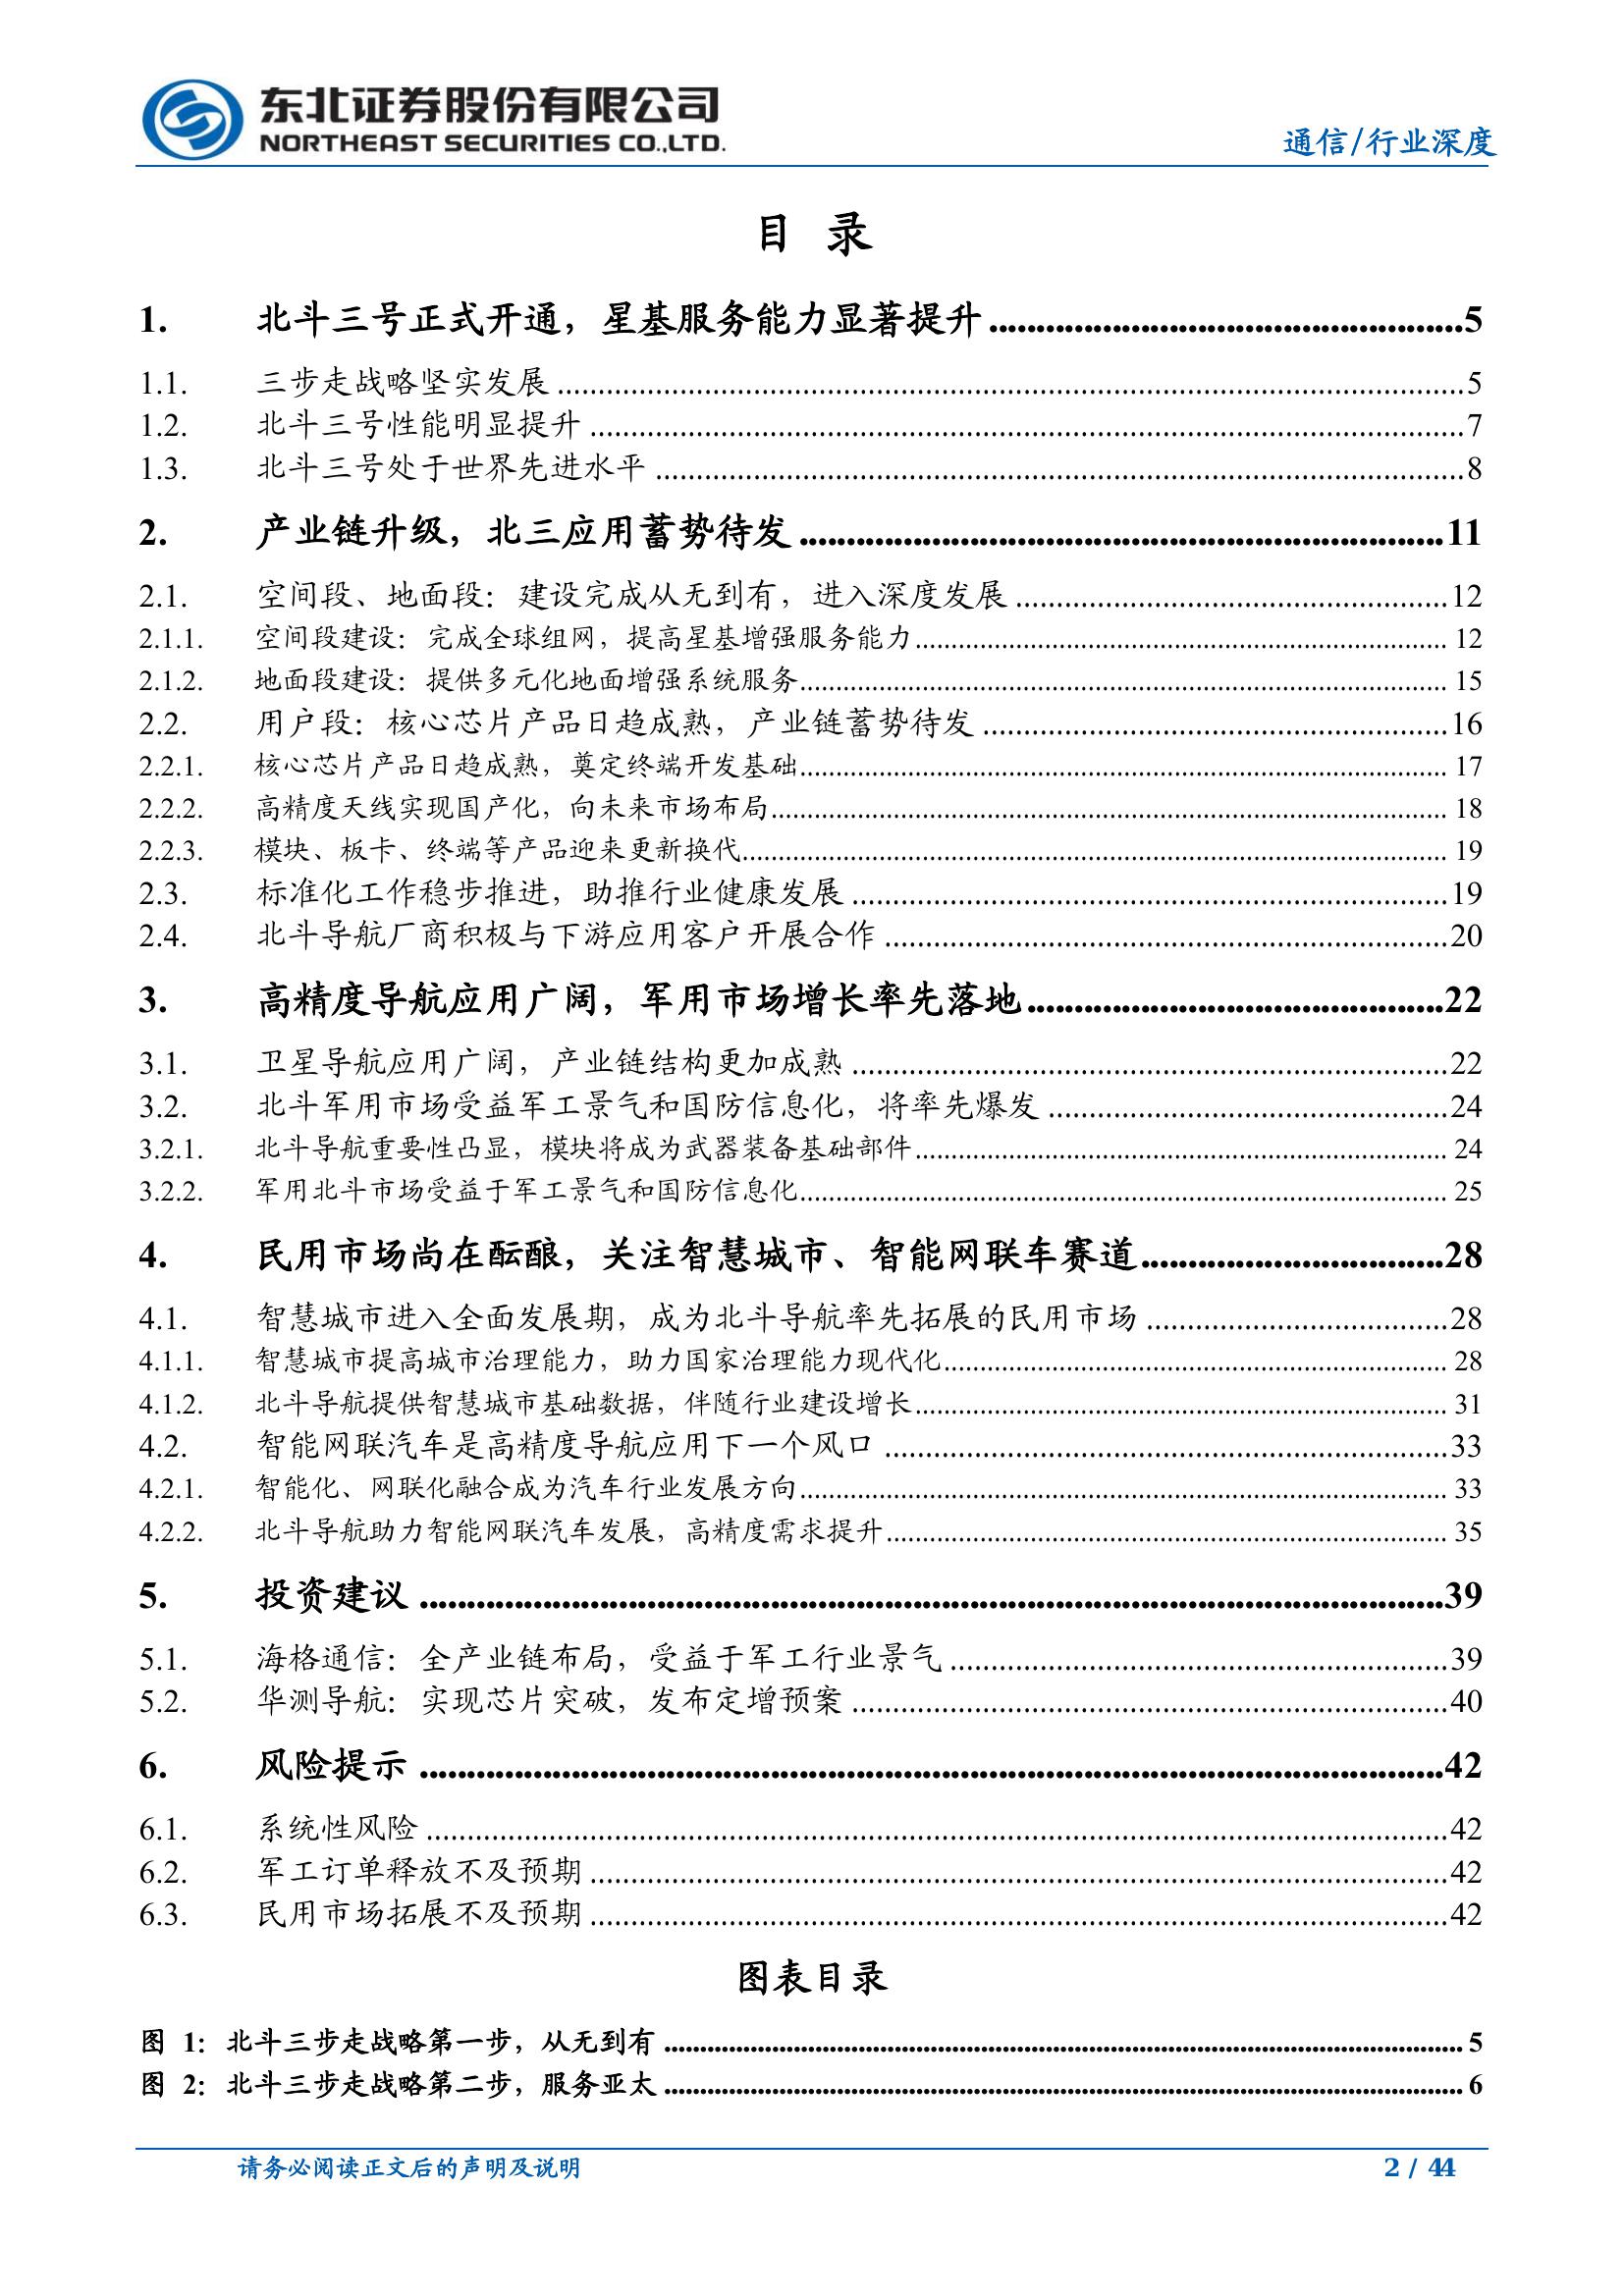 东北证券股份有限公司
NORTHEAST SECURITIES CO.,LTD.
通信/行业深度
目 录
1. 北斗三号正式开通，星基服务能力显著提升 5
1.1. 三步走战略坚实发展 5
1.2. 北斗三号性能明显提升 7
1.3. 北斗三号处于世界先进水平 8
2. 产业链升级，北三应用蓄势待发 11
2.1. 空间段、地面段：建设完成从无到有，进入深度发展 12
2.1.1. 空间段建设：完成全球组网，提高星基增强服务能力 12
2.1.2. 地面段建设：提供多元化地面增强系统服务 15
2.2. 用户段：核心芯片产品日趋成熟，产业链蓄势待发 16
2.2.1. 核心芯片产品日趋成熟，奠定终端开发基础 17
2.2.2. 高精度天线实现国产化，向未来市场布局 18
2.2.3. 模块、板卡、终端等产品迎来更新换代 19
2.3. 标准化工作稳步推进，助推行业健康发展 19
2.4. 北斗导航厂商积极与下游应用客户开展合作 20
3. 高精度导航应用广阔，军用市场增长率先落地 22
3.1. 卫星导航应用广阔，产业链结构更加成熟 22
3.2. 北斗军用市场受益军工景气和国防信息化，将率先爆发 24
3.2.1. 北斗导航重要性凸显，模块将成为武器装备基础部件 24
3.2.2. 军用北斗市场受益于军工景气和国防信息化 25
4. 民用市场尚在酝酿，关注智慧城市、智能网联车赛道 28
4.1. 智慧城市进入全面发展期，成为北斗导航率先拓展的民用市场 28
4.1.1. 智慧城市提高城市治理能力，助力国家治理能力现代化 28
4.1.2. 北斗导航提供智慧城市基础数据，伴随行业建设增长 31
4.2. 智能网联汽车是高精度导航应用下一个风口 33
4.2.1. 智能化、网联化融合成为汽车行业发展方向 33
4.2.2. 北斗导航助力智能网联汽车发展，高精度需求提升 35
5. 投资建议 39
5.1. 海格通信：全产业链布局，受益于军工行业景气 39
5.2. 华测导航：实现芯片突破，发布定增预案 40
6. 风险提示 42
6.1. 系统性风险 42
6.2. 军工订单释放不及预期 42
6.3. 民用市场拓展不及预期 42
图表目录
图 1：北斗三步走战略第一步，从无到有 5
图 2：北斗三步走战略第二步，服务亚太 6
请务必阅读正文后的声明及说明
2 / 44